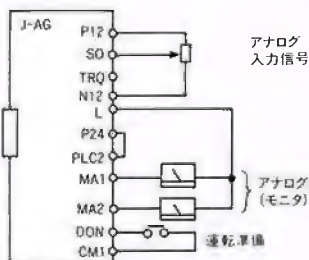 J-AG
P12
SO
TRQ
N12
L
P24
PLC2
MA1
MA2
DON
CM1
アナログ
入力信号
アナログ
(モニタ)
運転準備